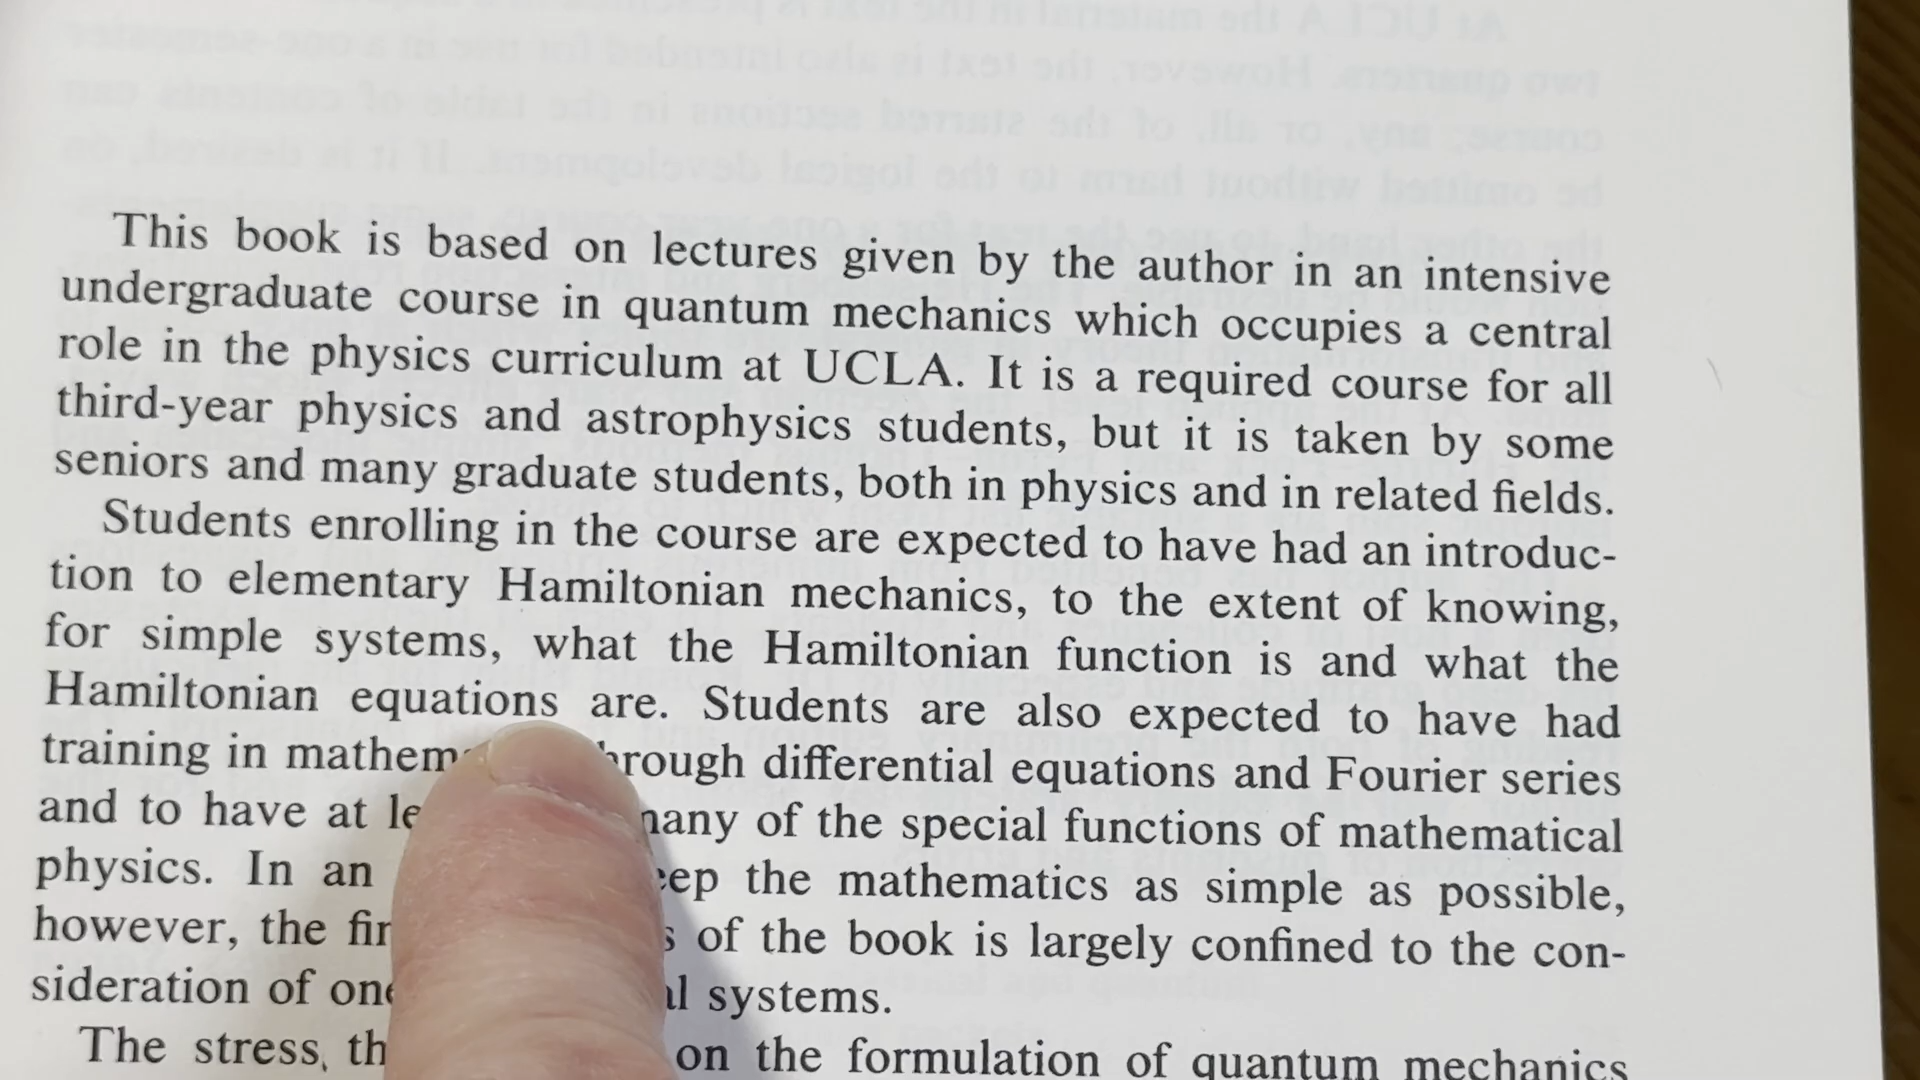 This book is based on lectures given by the author in an intensive
undergraduate course in quantum mechanics which occupies a central
role in the physics curriculum at UCLA. It is a required course for all
third-year physics and astrophysics students, but it is taken by some
seniors and many graduate students, both in physics and in related fields.
Students enrolling in the course are expected to have had an introduc-
tion to elementary Hamiltonian mechanics, to the extent of knowing,
for simple systems, what the Hamiltonian function is and what the
Hamiltonian equations are. Students are also expected to have had
training in through differential equations and Fourier series
and to have at many of the special functions of mathematical
physics. In an keep the mathematics as simple as possible,
however, the of the book is largely confined to the con-
sideration of systems.
The stress, on the formulation of quantum mechanics